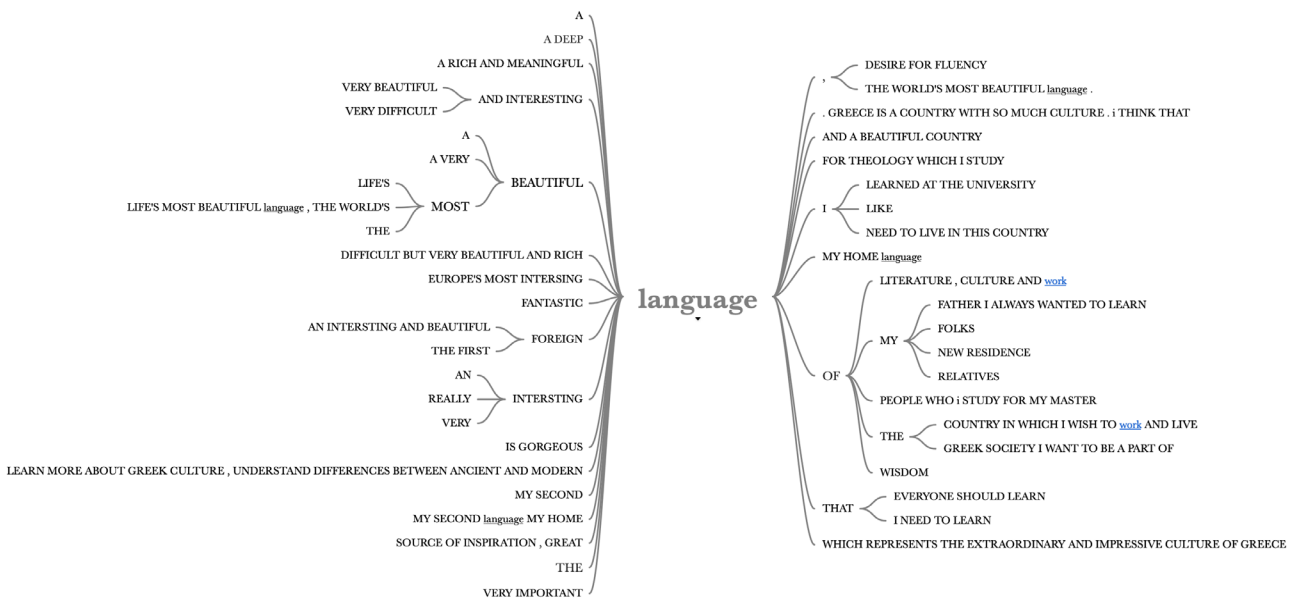 A
A DEEP
A RICH AND MEANINGFUL
VERY BEAUTIFUL
VERY DIFFICULT
AND INTERESTING
A
A VERY
LIFE'S
LIFE'S MOST BEAUTIFUL language , THE WORLD'S
THE
MOST
BEAUTIFUL
DIFFICULT BUT VERY BEAUTIFUL AND RICH
EUROPE'S MOST INTERSING
FANTASTIC
AN INTERSTING AND BEAUTIFUL
THE FIRST
FOREIGN
AN
REALLY
VERY
INTERSTING
IS GORGEOUS
LEARN MORE ABOUT GREEK CULTURE , UNDERSTAND DIFFERENCES BETWEEN ANCIENT AND MODERN
MY SECOND
MY SECOND language MY HOME
SOURCE OF INSPIRATION , GREAT
THE
VERY IMPORTANT
language
,
DESIRE FOR FLUENCY
THE WORLD'S MOST BEAUTIFUL language .
. GREECE IS A COUNTRY WITH SO MUCH CULTURE . i THINK THAT
AND A BEAUTIFUL COUNTRY
FOR THEOLOGY WHICH I STUDY
I
LEARNED AT THE UNIVERSITY
LIKE
NEED TO LIVE IN THIS COUNTRY
MY HOME language
OF
LITERATURE , CULTURE AND work
MY
FATHER I ALWAYS WANTED TO LEARN
FOLKS
NEW RESIDENCE
RELATIVES
PEOPLE WHO i STUDY FOR MY MASTER
THE
COUNTRY IN WHICH I WISH TO work AND LIVE
GREEK SOCIETY I WANT TO BE A PART OF
WISDOM
THAT
EVERYONE SHOULD LEARN
I NEED TO LEARN
WHICH REPRESENTS THE EXTRAORDINARY AND IMPRESSIVE CULTURE OF GREECE